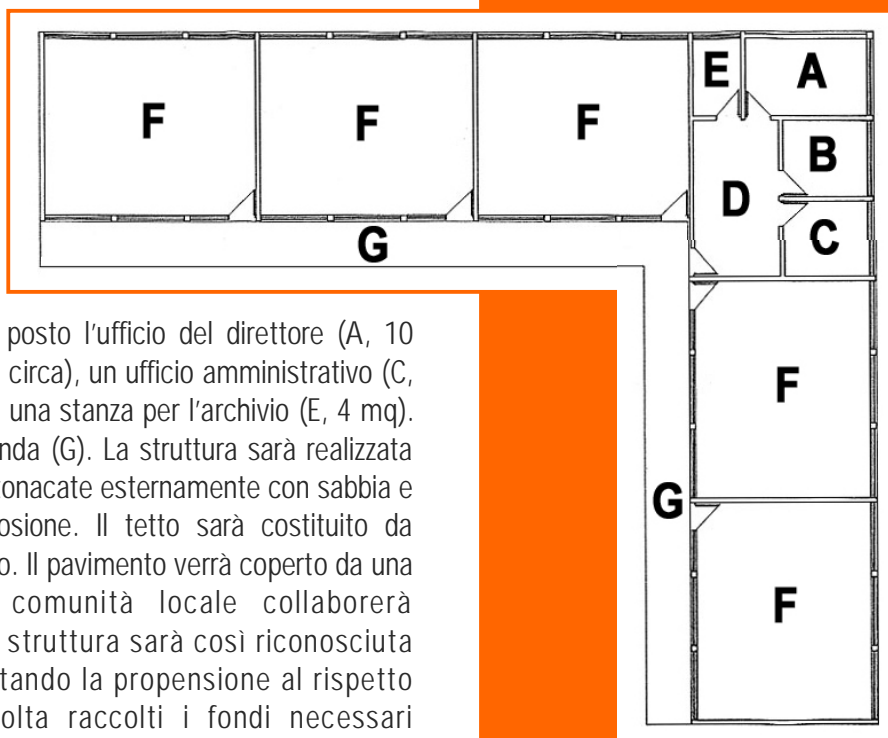 E A
F F F
B
D
C
G
F
G
F
posto l'ufficio del direttore (A, 10
circa), un ufficio amministrativo (C,
una stanza per l'archivio (E, 4 mq).
nda (G). La struttura sarà realizzata
tonacate esternamente con sabbia e
osione. Il tetto sarà costituito da
o. Il pavimento verrà coperto da una
comunità locale collaborerà
struttura sarà così riconosciuta
tando la propensione al rispetto
olta raccolti i fondi necessari